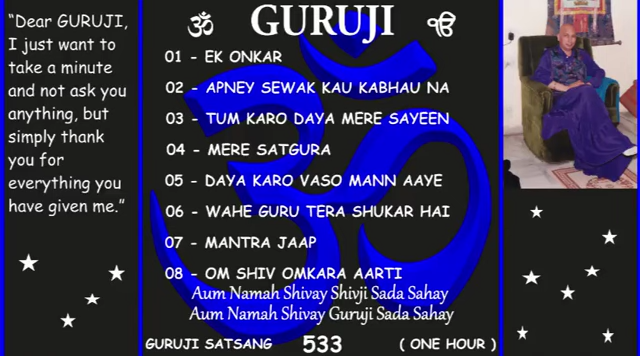 “Dear GURUJI,
I just want to
take a minute
and not ask you
anything, but
simply thank
you for
everything you
have given me.”
ॐ GURUJI ੴ
01 - EK ONKAR
02 - APNEY SEWAK KAU KABHAU NA
03 - TUM KARO DAYA MERE SAYEEN
04 - MERE SATGURA
05 - DAYA KARO VASO MANN AAYE
06 - WAHE GURU TERA SHUKAR HAI
07 - MANTRA JAAP
08 - OM SHIV OMKARA AARTI
Aum Namah Shivay Shivji Sada Sahay
Aum Namah Shivay Guruji Sada Sahay
GURUJI SATSANG 533 ( ONE HOUR )